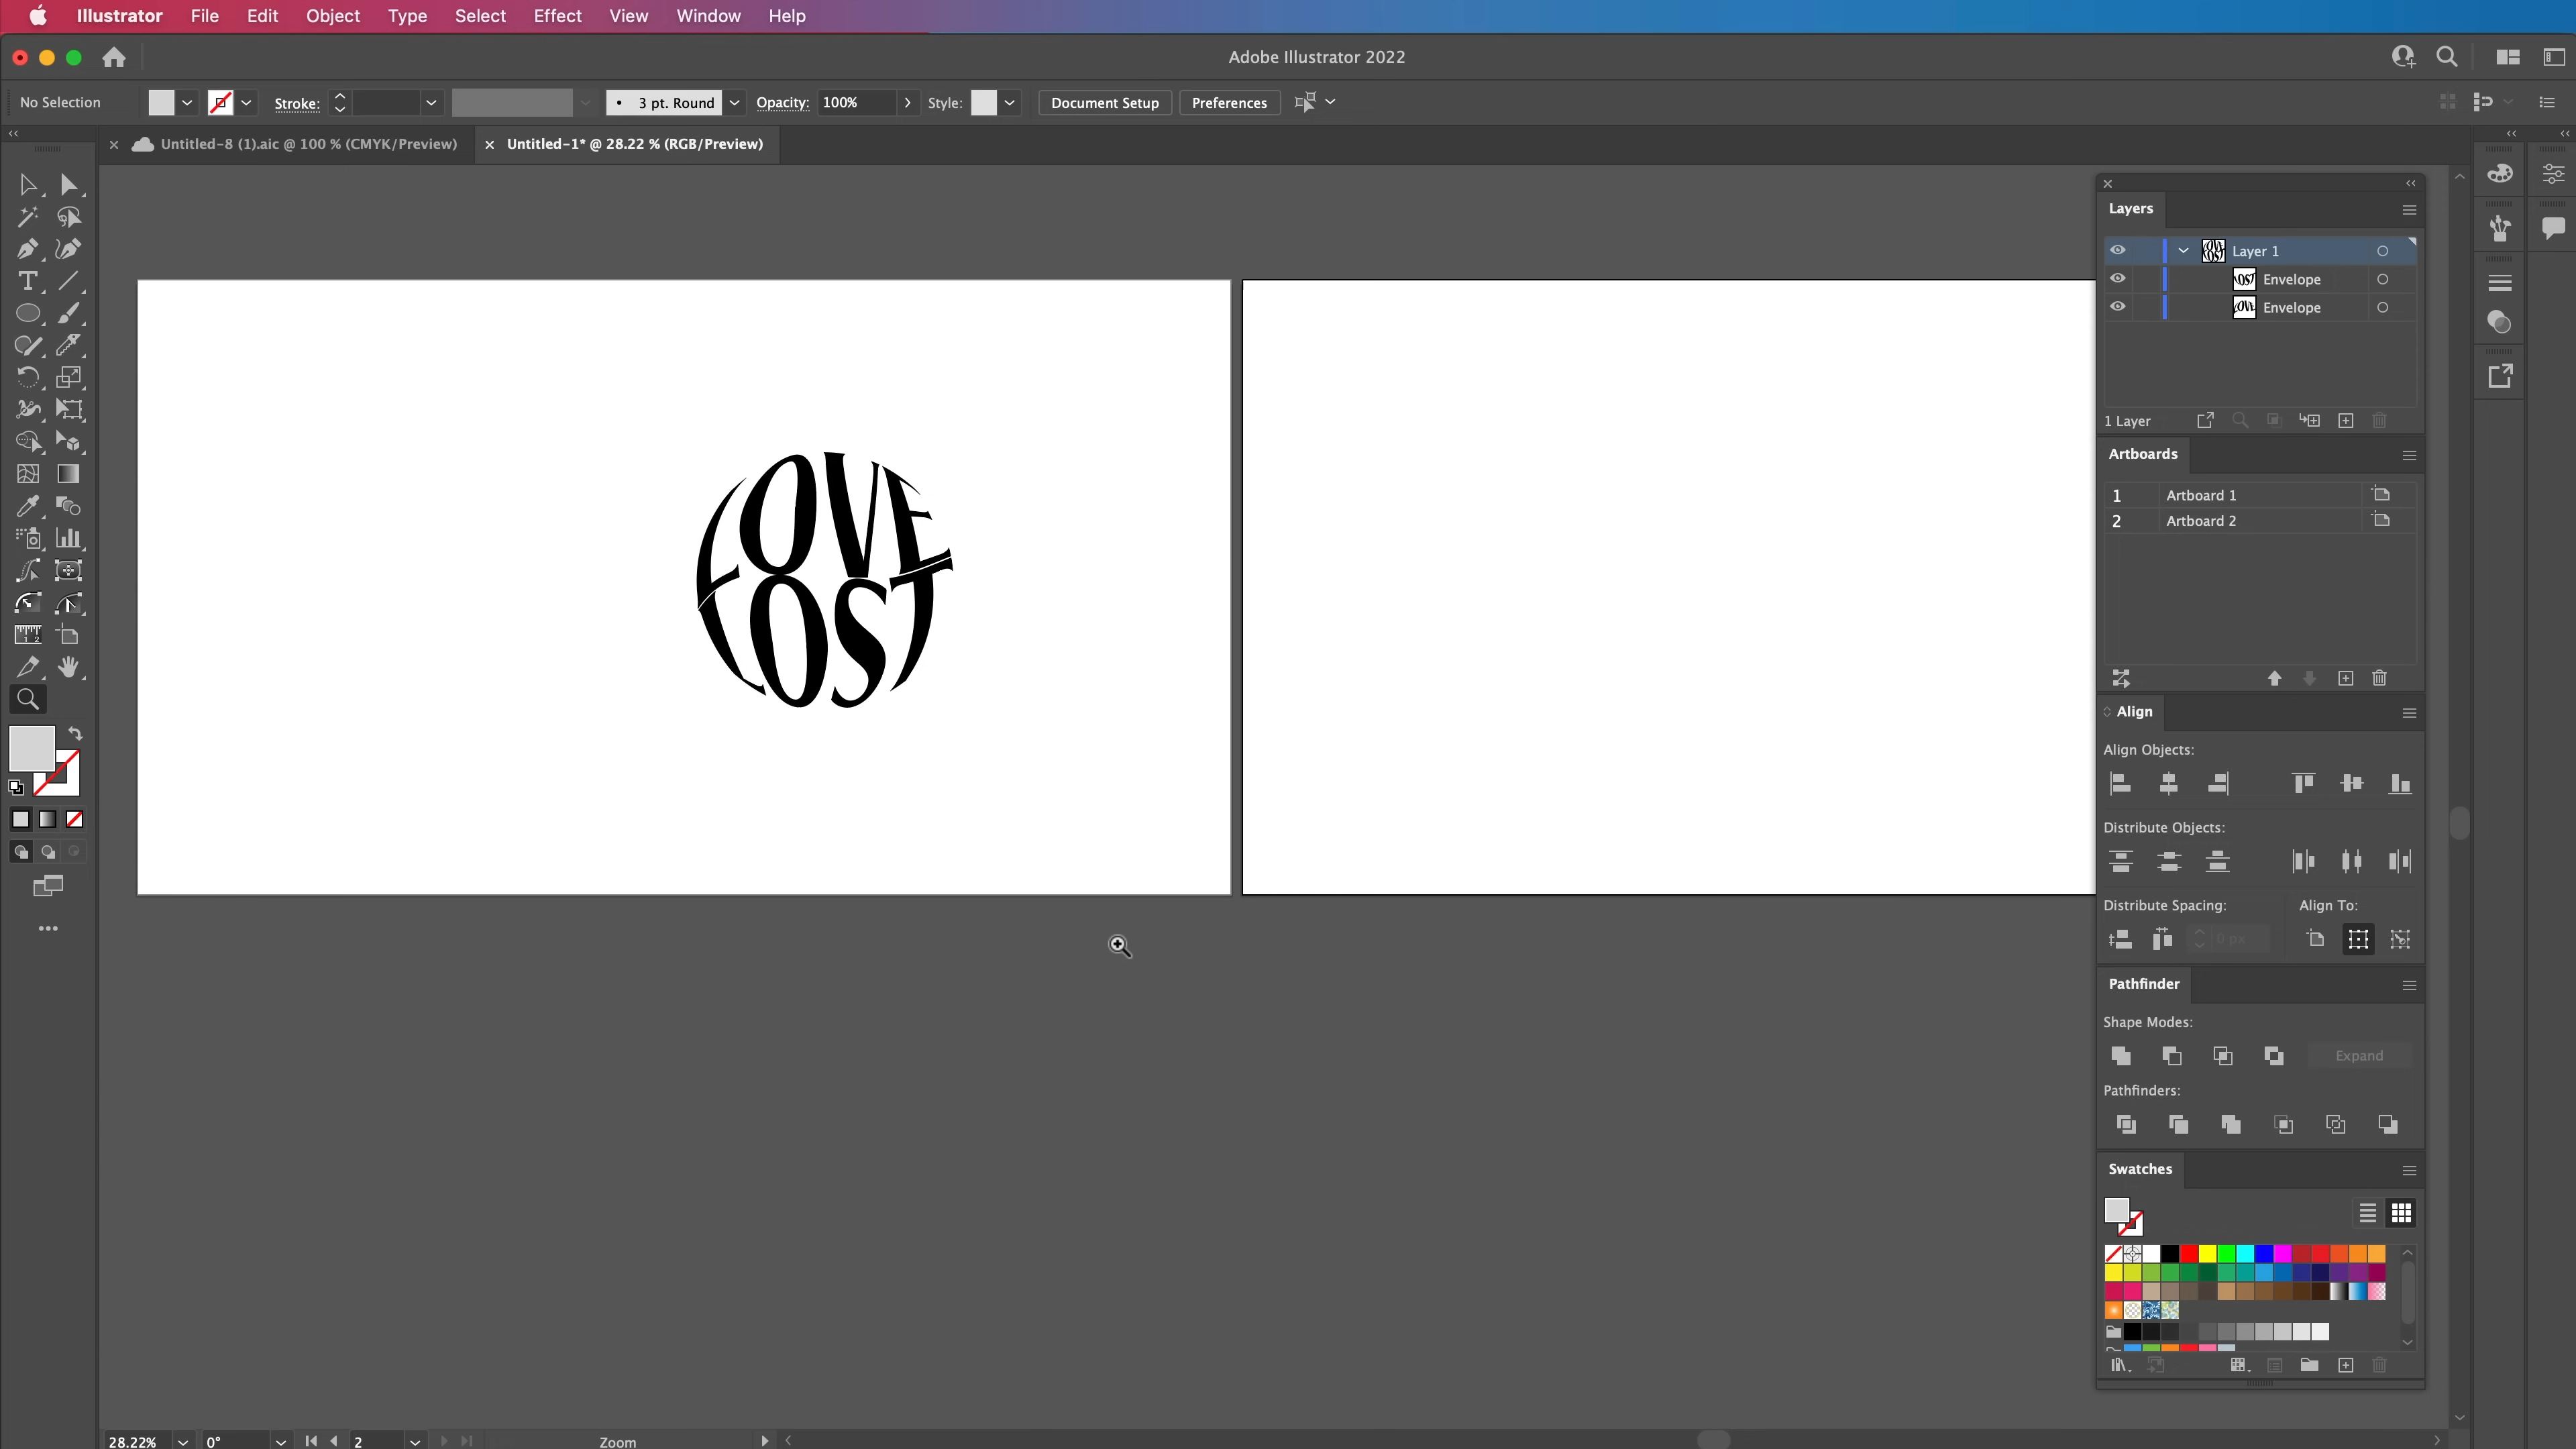 Illustrator File Edit Object Type Select Effect View Window Help
Adobe Illustrator 2022
No Selection Stroke: 3 pt. Round Opacity: 100% Style: Document Setup Preferences
Untitled-8 (1).aic @ 100 % (CMYK/Preview) Untitled-1* @ 28.22 % (RGB/Preview)
LOVE
LOST
Layers
Layer 1
Envelope
Envelope
1 Layer
Artboards
1 Artboard 1
2 Artboard 2
Align
Align Objects:
Distribute Objects:
Distribute Spacing: Align To:
0 px
Pathfinder
Shape Modes:
Expand
Pathfinders:
Swatches
28.22% 0° 2 Zoom